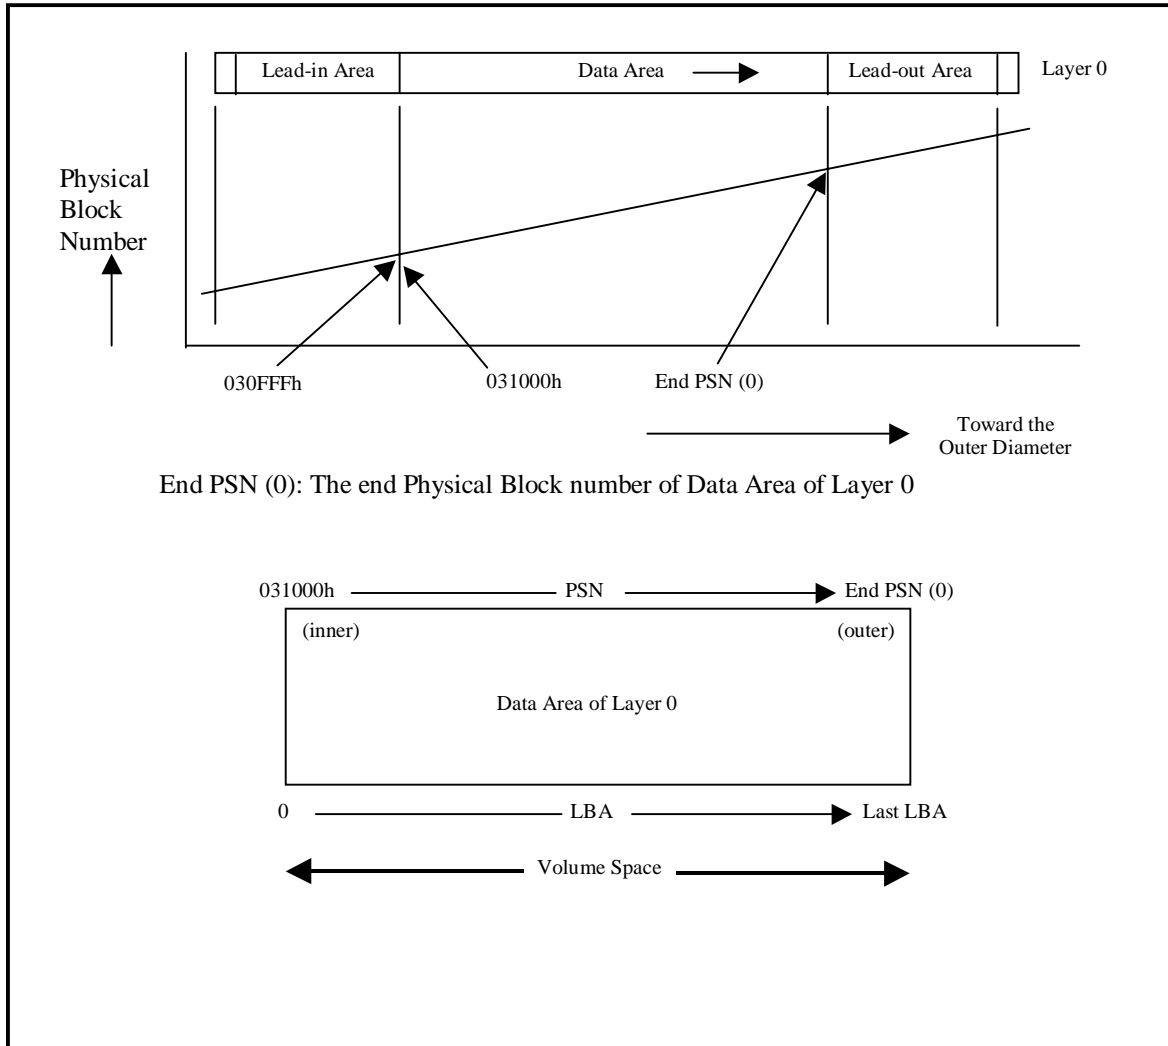 Lead-in Area Data Area Lead-out Area Layer 0
Physical
Block
Number
030FFFh 031000h End PSN (0)
Toward the
Outer Diameter
End PSN (0): The end Physical Block number of Data Area of Layer 0
031000h PSN End PSN (0)
(inner) (outer)
Data Area of Layer 0
0 LBA Last LBA
Volume Space